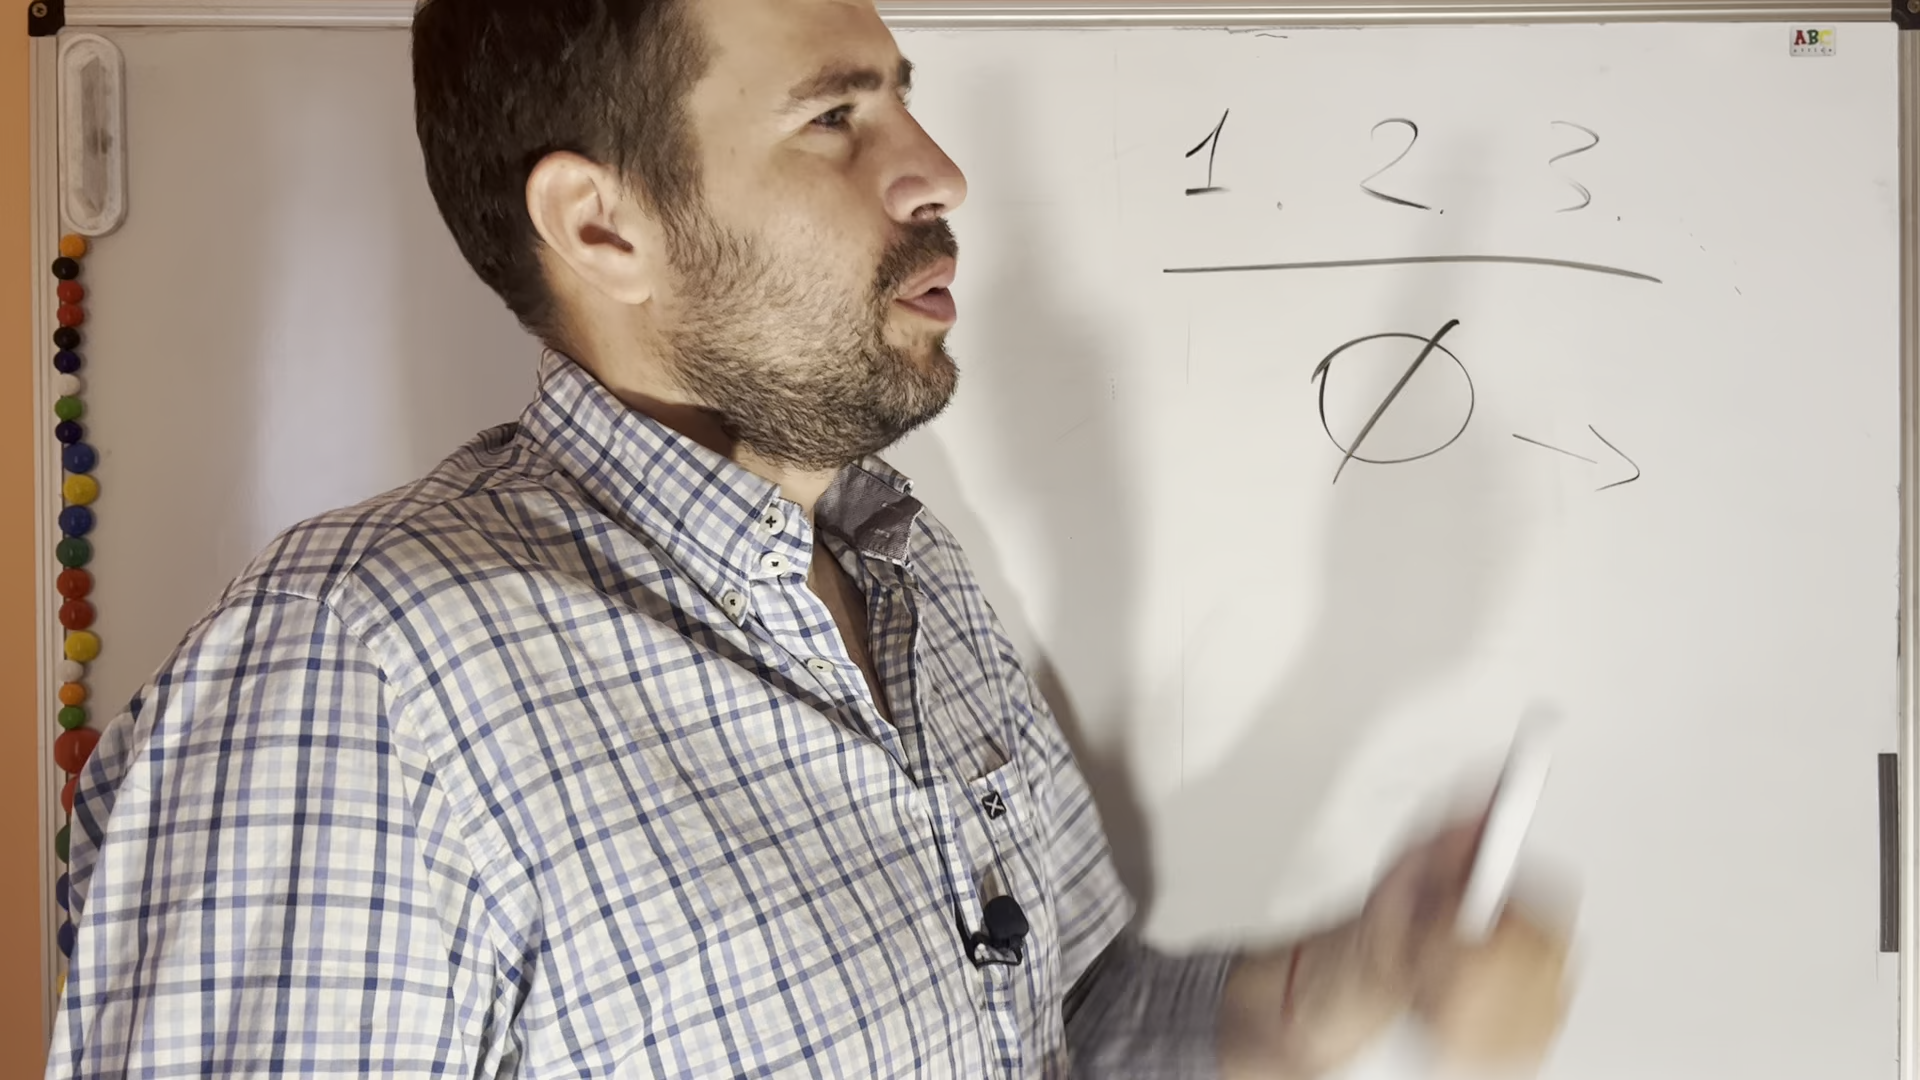 ABC
1. 2. 3.
Ø →